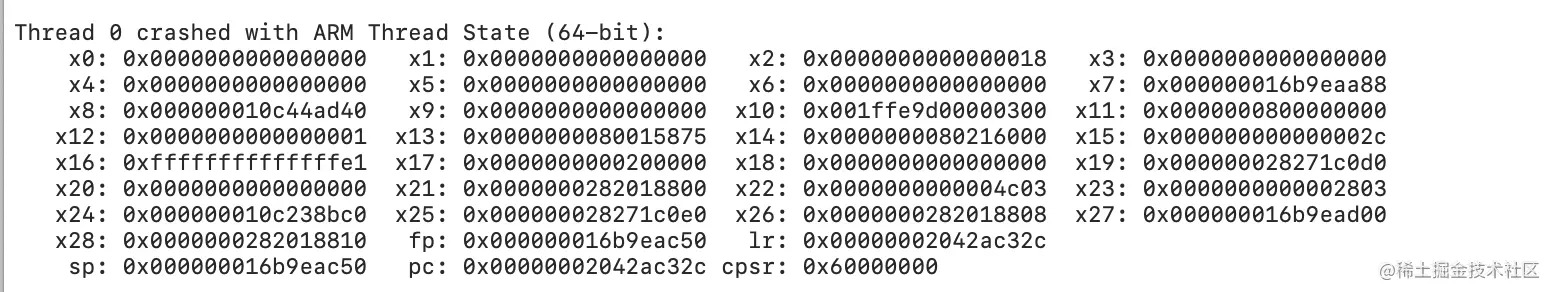 Thread 0 crashed with ARM Thread State (64-bit):
x0: 0x0000000000000000 x1: 0x0000000000000000 x2: 0x0000000000000018 x3: 0x0000000000000000
x4: 0x0000000000000000 x5: 0x0000000000000000 x6: 0x0000000000000000 x7: 0x000000016b9eaa88
x8: 0x000000010c44ad40 x9: 0x0000000000000000 x10: 0x001ffe9d00000300 x11: 0x0000000800000000
x12: 0x0000000000000001 x13: 0x0000000080015875 x14: 0x0000000080216000 x15: 0x000000000000002c
x16: 0xffffffffffffffe1 x17: 0x0000000000200000 x18: 0x0000000000000000 x19: 0x000000028271c0d0
x20: 0x0000000000000000 x21: 0x0000000282018800 x22: 0x0000000000004c03 x23: 0x0000000000002803
x24: 0x000000010c238bc0 x25: 0x000000028271c0e0 x26: 0x0000000282018808 x27: 0x000000016b9ead00
x28: 0x0000000282018810 fp: 0x000000016b9eac50 lr: 0x00000002042ac32c
sp: 0x000000016b9eac50 pc: 0x00000002042ac32c cpsr: 0x60000000
@稀土掘金技术社区